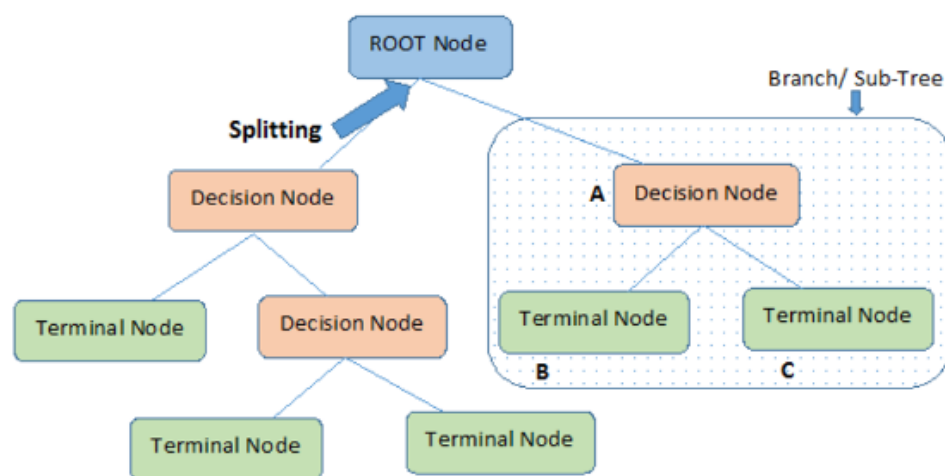 ROOT Node
Branch/ Sub-Tree
Splitting
Decision Node
A
Decision Node
Terminal Node
Decision Node
Terminal Node
Terminal Node
B
C
Terminal Node
Terminal Node